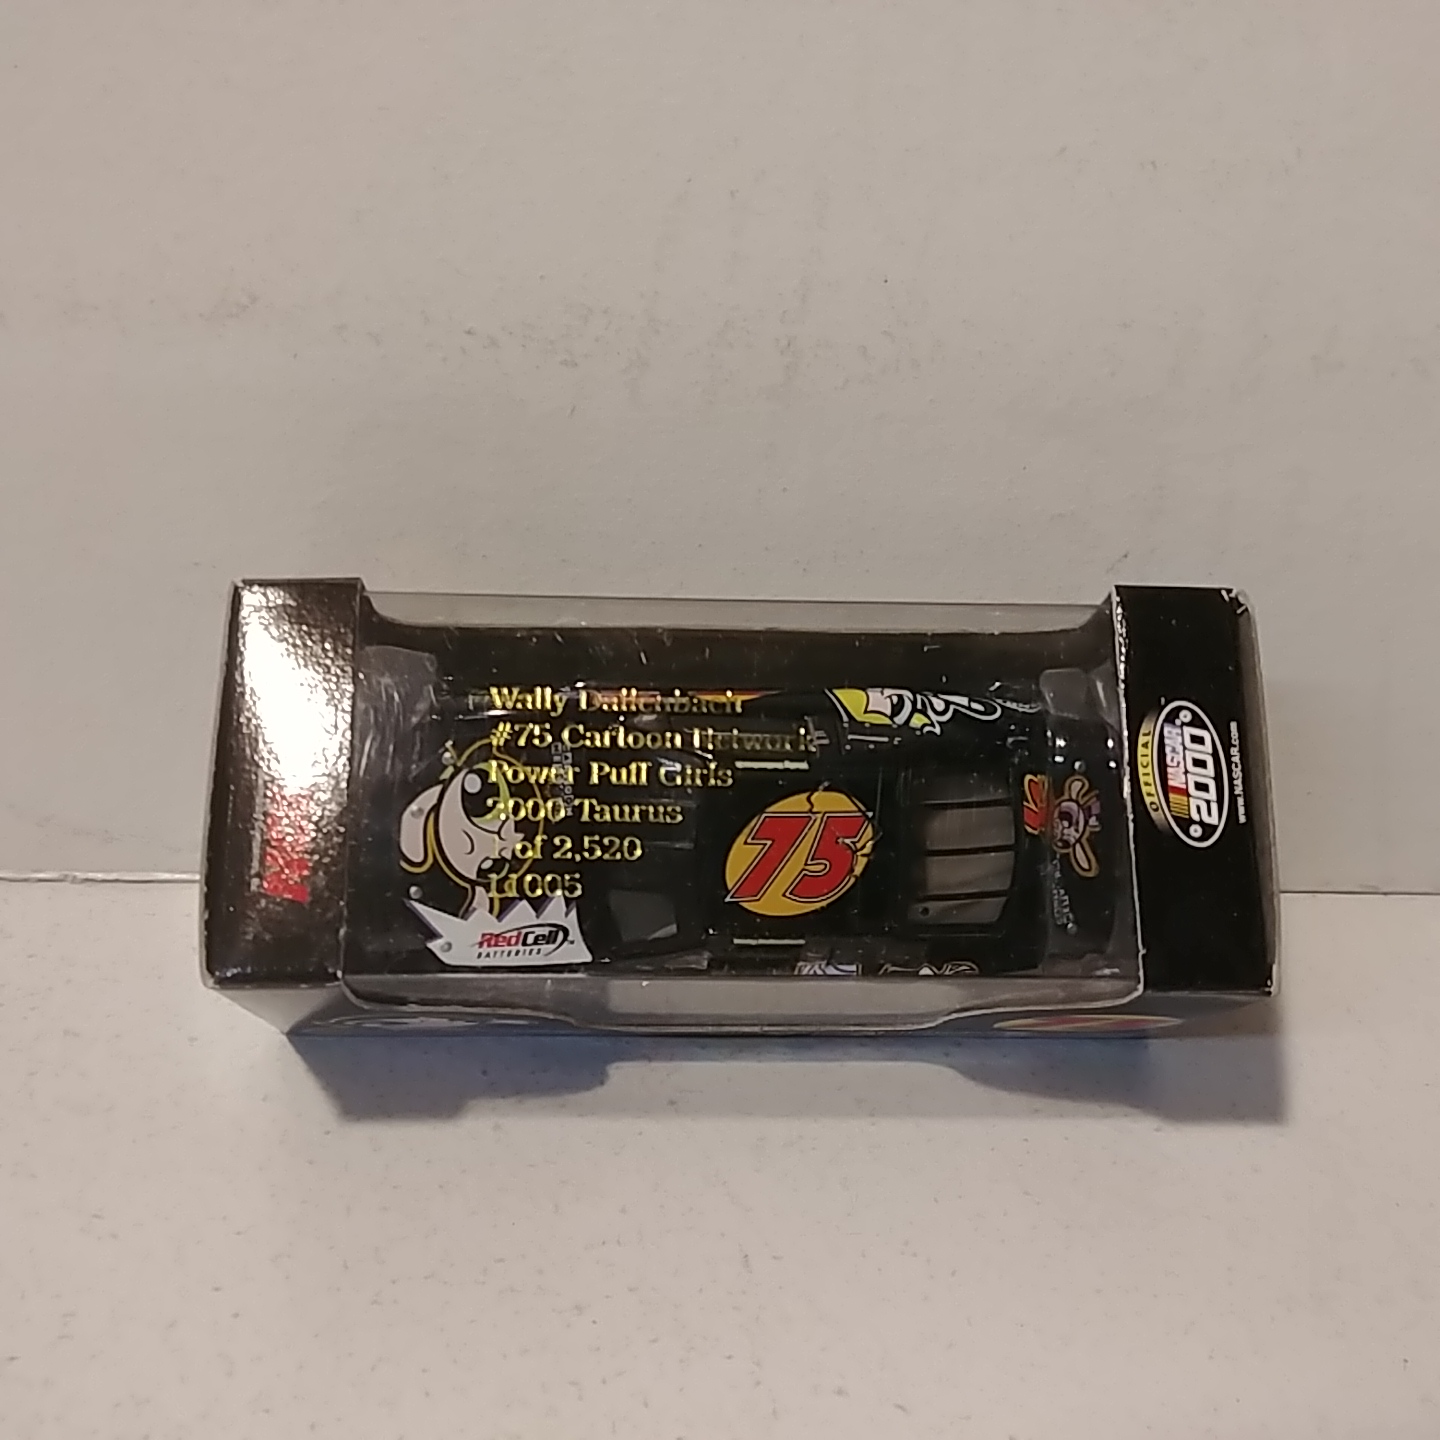 Wally Dallenbach
#75 Cartoon Network
Power Puff Girls
2000 Taurus
1 of 2,520
11005
75
RedCell
BATTERIES
OFFICIAL
NASCAR
2000
www.NASCAR.com